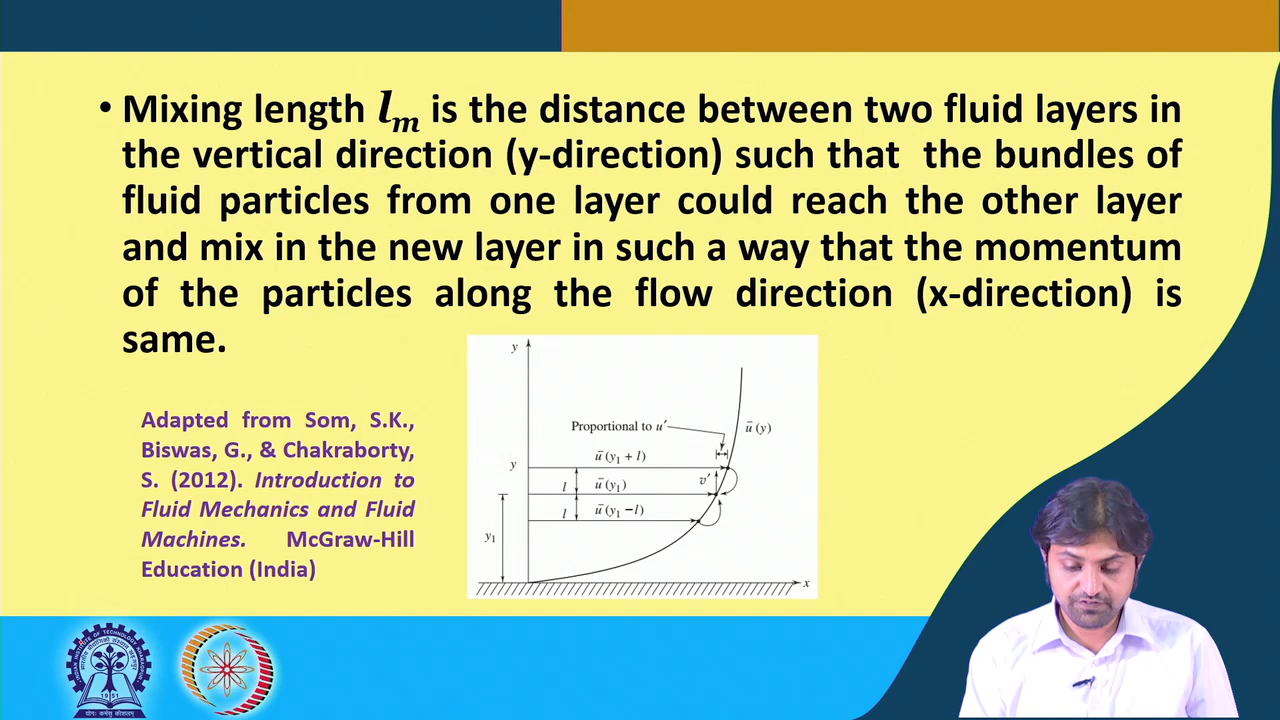 • Mixing length lₘ is the distance between two fluid layers in
the vertical direction (y-direction) such that the bundles of
fluid particles from one layer could reach the other layer
and mix in the new layer in such a way that the momentum
of the particles along the flow direction (x-direction) is
same.
Adapted from Som, S.K.,
Biswas, G., & Chakraborty,
S. (2012). Introduction to
Fluid Mechanics and Fluid
Machines. McGraw-Hill
Education (India)
y
Proportional to u′
ū (y)
y
ū (y₁ + l)
l
ū (y₁)
v′
l
ū (y₁ – l)
y₁
x
1951